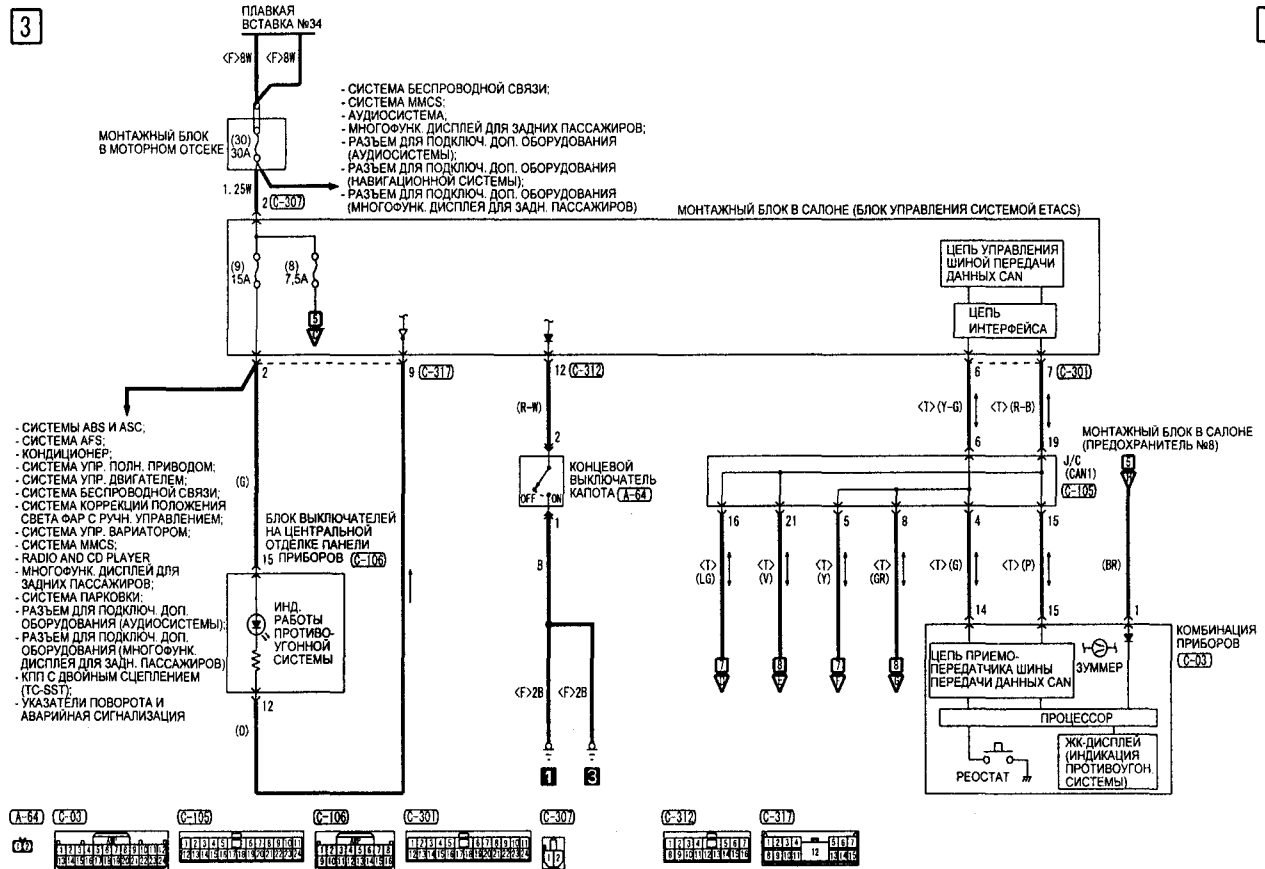 3
ПЛАВКАЯ
ВСТАВКА №34
<F>8W <F>8W
МОНТАЖНЫЙ БЛОК
В МОТОРНОМ ОТСЕКЕ
(30)
30A
1.25W
2 (C-307)
- СИСТЕМА БЕСПРОВОДНОЙ СВЯЗИ;
- СИСТЕМА MMCS;
- АУДИОСИСТЕМА,
- МНОГОФУНК. ДИСПЛЕЙ ДЛЯ ЗАДНИХ ПАССАЖИРОВ;
- РАЗЪЕМ ДЛЯ ПОДКЛЮЧ. ДОП. ОБОРУДОВАНИЯ
(АУДИОСИСТЕМЫ);
- РАЗЪЕМ ДЛЯ ПОДКЛЮЧ. ДОП. ОБОРУДОВАНИЯ
(НАВИГАЦИОННОЙ СИСТЕМЫ);
- РАЗЪЕМ ДЛЯ ПОДКЛЮЧ. ДОП. ОБОРУДОВАНИЯ
(МНОГОФУНК. ДИСПЛЕЯ ДЛЯ ЗАДН. ПАССАЖИРОВ)
МОНТАЖНЫЙ БЛОК В САЛОНЕ (БЛОК УПРАВЛЕНИЯ СИСТЕМОЙ ETACS)
(9)
15A
(8)
7,5A
5
ЦЕПЬ УПРАВЛЕНИЯ
ШИНОЙ ПЕРЕДАЧИ
ДАННЫХ CAN
ЦЕПЬ
ИНТЕРФЕЙСА
2
9 (C-317)
12 (C-312)
6
7 (C-301)
(R-W)
<T>(Y-G) <T>(R-B)
- СИСТЕМЫ ABS И ASC;
- СИСТЕМА AFS;
- КОНДИЦИОНЕР;
- СИСТЕМА УПР. ПОЛН. ПРИВОДОМ;
- СИСТЕМА УПР. ДВИГАТЕЛЕМ;
- СИСТЕМА БЕСПРОВОДНОЙ СВЯЗИ;
- СИСТЕМА КОРРЕКЦИИ ПОЛОЖЕНИЯ
СВЕТА ФАР С РУЧН. УПРАВЛЕНИЕМ;
- СИСТЕМА УПР. ВАРИАТОРОМ;
- СИСТЕМА MMCS;
- RADIO AND CD PLAYER
- МНОГОФУНК. ДИСПЛЕЙ ДЛЯ
ЗАДНИХ ПАССАЖИРОВ;
- СИСТЕМА ПАРКОВКИ;
- РАЗЪЕМ ДЛЯ ПОДКЛЮЧ. ДОП.
ОБОРУДОВАНИЯ (АУДИОСИСТЕМЫ);
- РАЗЪЕМ ДЛЯ ПОДКЛЮЧ. ДОП.
ОБОРУДОВАНИЯ (МНОГОФУНК.
ДИСПЛЕЯ ДЛЯ ЗАДН. ПАССАЖИРОВ)
- КПП С ДВОЙНЫМ СЦЕПЛЕНИЕМ
(TC-SST);
- УКАЗАТЕЛИ ПОВОРОТА И
АВАРИЙНАЯ СИГНАЛИЗАЦИЯ
(G)
БЛОК ВЫКЛЮЧАТЕЛЕЙ
НА ЦЕНТРАЛЬНОЙ
ОТДЕЛКЕ ПАНЕЛИ
ПРИБОРОВ (C-106)
15
ИНД.
РАБОТЫ
ПРОТИВО-
УГОННОЙ
СИСТЕМЫ
12
(O)
2
OFF ON
КОНЦЕВОЙ
ВЫКЛЮЧАТЕЛЬ
КАПОТА (A-64)
1
B
<F>2B <F>2B
1
3
МОНТАЖНЫЙ БЛОК В САЛОНЕ
(ПРЕДОХРАНИТЕЛЬ №8)
5
6
19
J/C
(CAN1)
(C-105)
16
21
5
8
4
15
<T>
(LG)
<T>
(V)
<T>
(Y)
<T>
(GR)
<T>(G)
<T>(P)
(BR)
7
8
7
8
14
15
1
КОМБИНАЦИЯ
ПРИБОРОВ
(C-03)
ЦЕПЬ ПРИЕМО-
ПЕРЕДАТЧИКА ШИНЫ
ПЕРЕДАЧИ ДАННЫХ CAN
ЗУММЕР
ПРОЦЕССОР
РЕОСТАТ
ЖК-ДИСПЛЕЙ
(ИНДИКАЦИЯ
ПРОТИВОУГОН.
СИСТЕМЫ)
(A-64) (C-03) (C-105) (C-106) (C-301) (C-307) (C-312) (C-317)